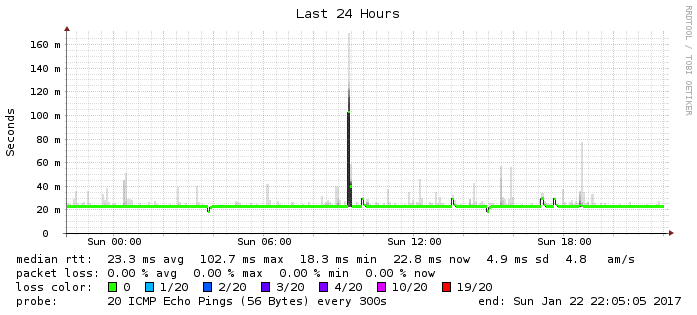 Last 24 Hours
RRDTOOL / TOBI OETIKER
Seconds
160 m
140 m
120 m
100 m
80 m
60 m
40 m
20 m
0
Sun 00:00 Sun 06:00 Sun 12:00 Sun 18:00
median rtt: 23.3 ms avg 102.7 ms max 18.3 ms min 22.8 ms now 4.9 ms sd 4.8 am/s
packet loss: 0.00 % avg 0.00 % max 0.00 % min 0.00 % now
loss color: 0 1/20 2/20 3/20 4/20 10/20 19/20
probe: 20 ICMP Echo Pings (56 Bytes) every 300s end: Sun Jan 22 22:05:05 2017